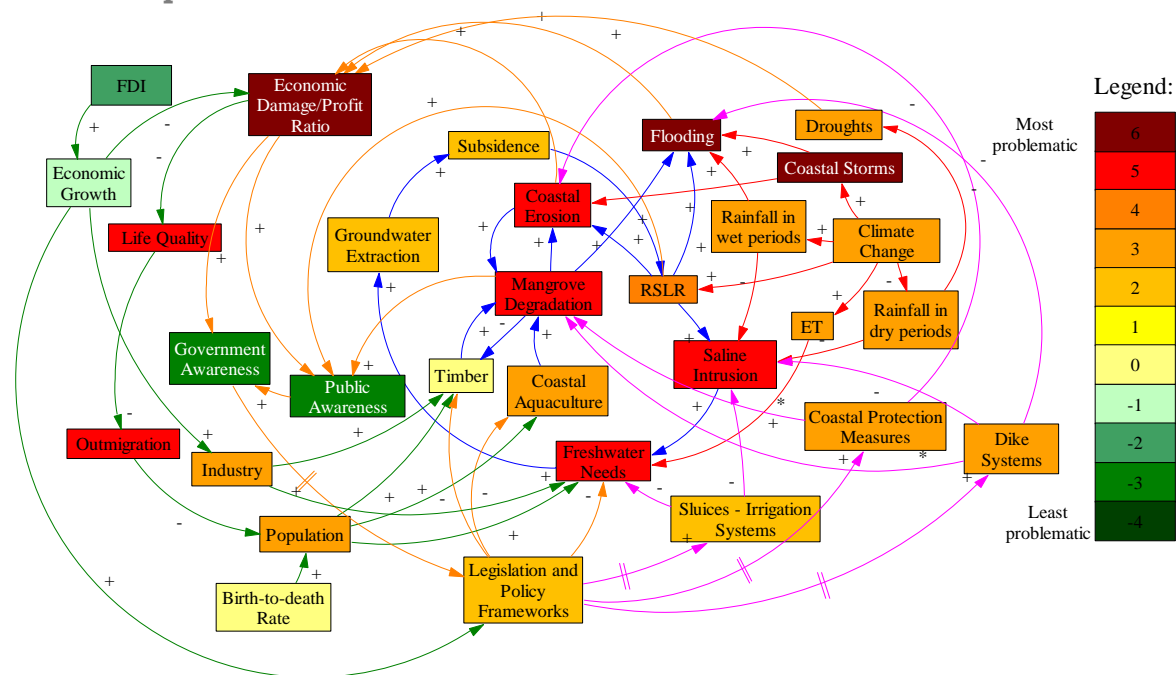 FDI
Economic
Damage/Profit
Ratio
Legend:
Most
problematic
6
5
4
3
2
1
0
-1
-2
-3
-4
Least
problematic
Flooding
Droughts
Subsidence
Coastal Storms
Economic
Growth
Coastal
Erosion
Rainfall in
wet periods
Climate
Change
Life Quality
Groundwater
Extraction
Mangrove
Degradation
RSLR
Rainfall in
dry periods
ET
Government
Awareness
Public
Awareness
Timber
Coastal
Aquaculture
Saline
Intrusion
Coastal Protection
Measures
Dike
Systems
Outmigration
Industry
Freshwater
Needs
Sluices - Irrigation
Systems
Population
Legislation and
Policy
Frameworks
Birth-to-death
Rate